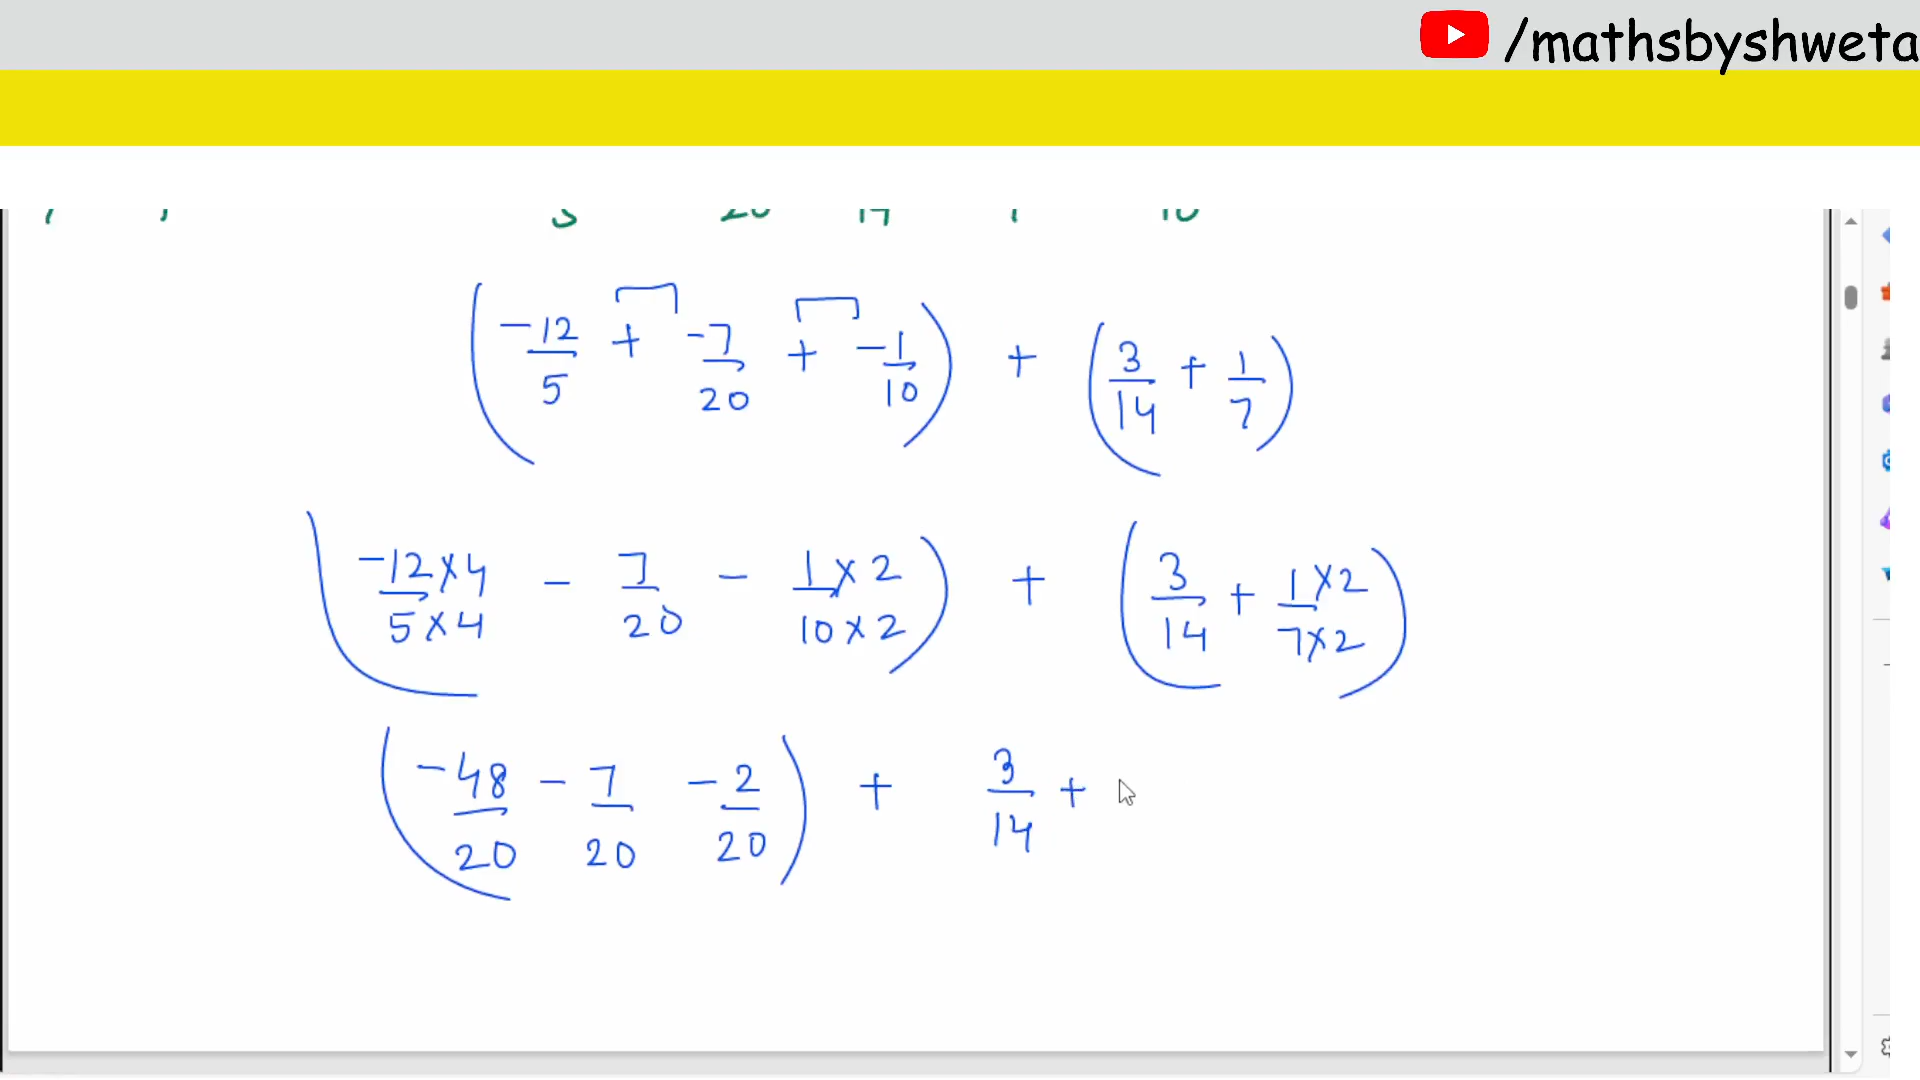 /mathsbyshweta
(-12/5 + -7/20 + -1/10) + (3/14 + 1/7)
(-12×4/5×4 - 7/20 - 1×2/10×2) + (3/14 + 1×2/7×2)
(-48/20 - 7/20 - 2/20) + 3/14 +